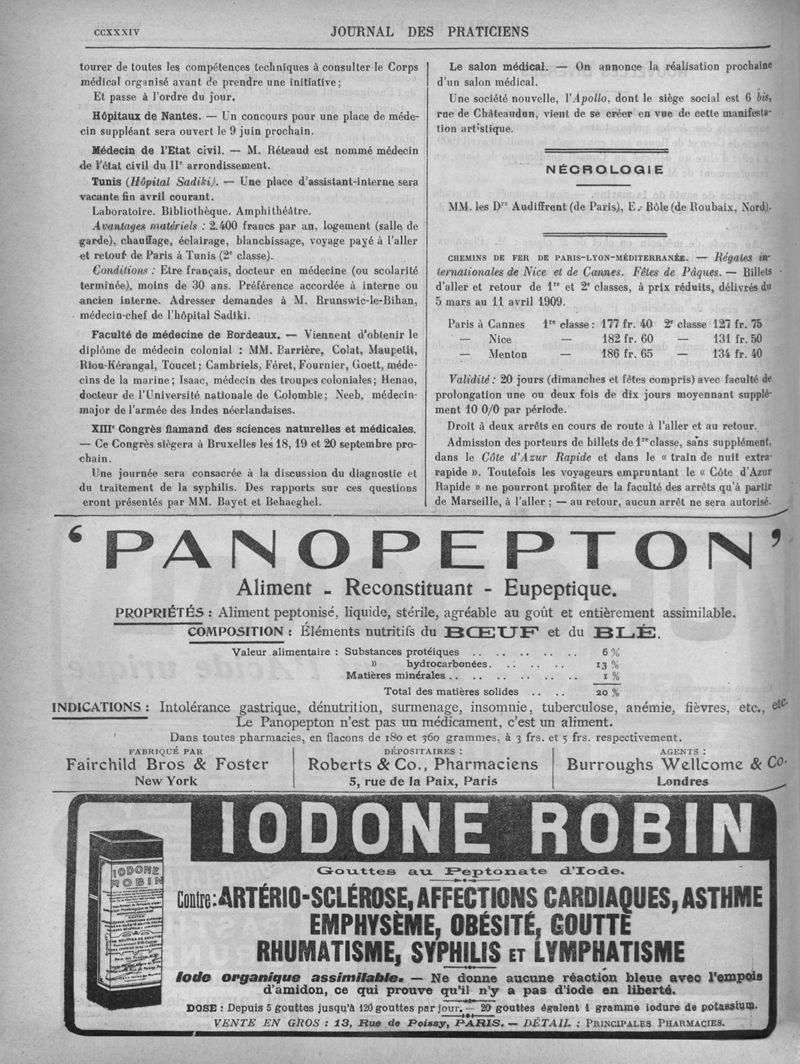 CCXXXIV
JOURNAL DES PRATICIENS
tourer de toutes les compétences techniques à consulter le Corps
médical organisé avant de prendre une initiative;
Et passe à l'ordre du jour.
Hôpitaux de Nantes. — Un concours pour une place de méde-
cin suppléant sera ouvert le 9 juin prochain.
Médecin de l'Etat civil. — M. Réteaud est nommé médecin
de l'état civil du IIe arrondissement.
Tunis (Hôpital Sadiki). — Une place d'assistant-interne sera
vacante fin avril courant.
Laboratoire. Bibliothèque. Amphithéâtre.
Avantages matériels : 2.400 francs par an, logement (salle de
garde), chauffage, éclairage, blanchissage, voyage payé à l'aller
et retour de Paris à Tunis (2e classe).
Conditions : Etre français, docteur en médecine (ou scolarité
terminée), moins de 30 ans. Préférence accordée à interne ou
ancien interne. Adresser demandes à M. Brunswic-le-Bihan,
médecin-chef de l'hôpital Sadiki.
Faculté de médecine de Bordeaux. — Viennent d'obtenir le
diplôme de médecin colonial : MM. Barrière, Colat, Maupetit,
Riou-Kérangal, Toucet; Cambriels, Féret, Fournier, Goett, méde-
cins de la marine; Isaac, médecin des troupes coloniales; Henao,
docteur de l'Université nationale de Colombie; Neeb, médecin-
major de l'armée des Indes néerlandaises.
XIIIe Congrès flamand des sciences naturelles et médicales.
— Ce Congrès siègera à Bruxelles les 18, 19 et 20 septembre pro-
chain.
Une journée sera consacrée à la discussion du diagnostic et
du traitement de la syphilis. Des rapports sur ces questions
eront présentés par MM. Bayet et Behaeghel.
Le salon médical. — On annonce la réalisation prochaine
d'un salon médical.
Une société nouvelle, l'Apollo, dont le siège social est 6 bis,
rue de Châteaudun, vient de se créer en vue de cette manifesta-
tion artistique.
NÉCROLOGIE
MM. les Drs Audiffrent (de Paris), E. Bôle (de Roubaix, Nord).
CHEMINS DE FER DE PARIS-LYON-MÉDITERRANÉE. — Régates in-
ternationales de Nice et de Cannes. Fêtes de Pâques. — Billets
d'aller et retour de 1re et 2e classes, à prix réduits, délivrés du
5 mars au 11 avril 1909.
Paris à Cannes 1re classe : 177 fr. 40 2e classe 127 fr. 75
— Nice — 182 fr. 60 — 131 fr. 50
— Menton — 186 fr. 65 — 134 fr. 40
Validité : 20 jours (dimanches et fêtes compris) avec faculté de
prolongation une ou deux fois de dix jours moyennant supplé-
ment 10 0/0 par période.
Droit à deux arrêts en cours de route à l'aller et au retour.
Admission des porteurs de billets de 1re classe, sans supplément,
dans le Côte d'Azur Rapide et dans le « train de nuit extra-
rapide ». Toutefois les voyageurs empruntant le « Côte d'Azur
Rapide » ne pourront profiter de la faculté des arrêts qu'à partir
de Marseille, à l'aller ; — au retour, aucun arrêt ne sera autorisé.
'PANOPEPTON'
Aliment - Reconstituant - Eupeptique.
PROPRIÉTÉS : Aliment peptonisé, liquide, stérile, agréable au goût et entièrement assimilable.
COMPOSITION : Éléments nutritifs du BŒUF et du BLÉ.
Valeur alimentaire : Substances protéiques .. .. .. .. .. 6 %
» hydrocarbonées. .. .. .. 13 %
Matières minérales .. .. .. .. .. .. 1 %
Total des matières solides .. .. 20 %
INDICATIONS : Intolérance gastrique, dénutrition, surmenage, insomnie, tuberculose, anémie, fièvres, etc., etc.
Le Panopepton n'est pas un médicament, c'est un aliment.
Dans toutes pharmacies, en flacons de 180 et 360 grammes, à 3 frs. et 5 frs. respectivement.
FABRIQUÉ PAR
Fairchild Bros & Foster
New York
DÉPOSITAIRES :
Roberts & Co., Pharmaciens
5, rue de la Paix, Paris
AGENTS :
Burroughs Wellcome & Co.
Londres
IODONE ROBIN
IODONE
ROBIN
Gouttes au Peptonate d'Iode.
Contre : ARTÉRIO-SCLÉROSE, AFFECTIONS CARDIAQUES, ASTHME
EMPHYSÈME, OBÉSITÉ, GOUTTE
RHUMATISME, SYPHILIS ET LYMPHATISME
Iode organique assimilable. — Ne donne aucune réaction bleue avec l'empois
d'amidon, ce qui prouve qu'il n'y a pas d'iode en liberté.
DOSE : Depuis 5 gouttes jusqu'à 120 gouttes par jour. — 20 gouttes égalent 1 gramme iodure de potassium.
VENTE EN GROS : 13, Rue de Poissy, PARIS. — DÉTAIL : PRINCIPALES PHARMACIES.